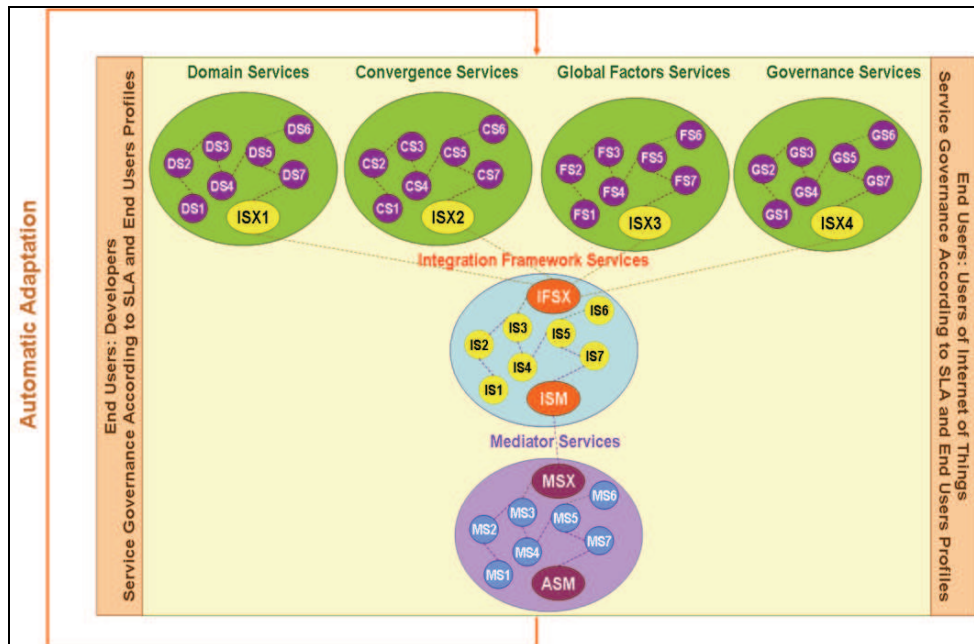 Automatic Adaptation
End Users: Developers
Service Governance According to SLA and End Users Profiles
Domain Services
Convergence Services
Global Factors Services
Governance Services
DS1
DS2
DS3
DS4
DS5
DS6
DS7
ISX1
CS1
CS2
CS3
CS4
CS5
CS6
CS7
ISX2
FS1
FS2
FS3
FS4
FS5
FS6
FS7
ISX3
GS1
GS2
GS3
GS4
GS5
GS6
GS7
ISX4
Integration Framework Services
IFSX
IS1
IS2
IS3
IS4
IS5
IS6
IS7
ISM
Mediator Services
MSX
MS1
MS2
MS3
MS4
MS5
MS6
MS7
ASM
End Users: Users of Internet of Things
Service Governance According to SLA and End Users Profiles